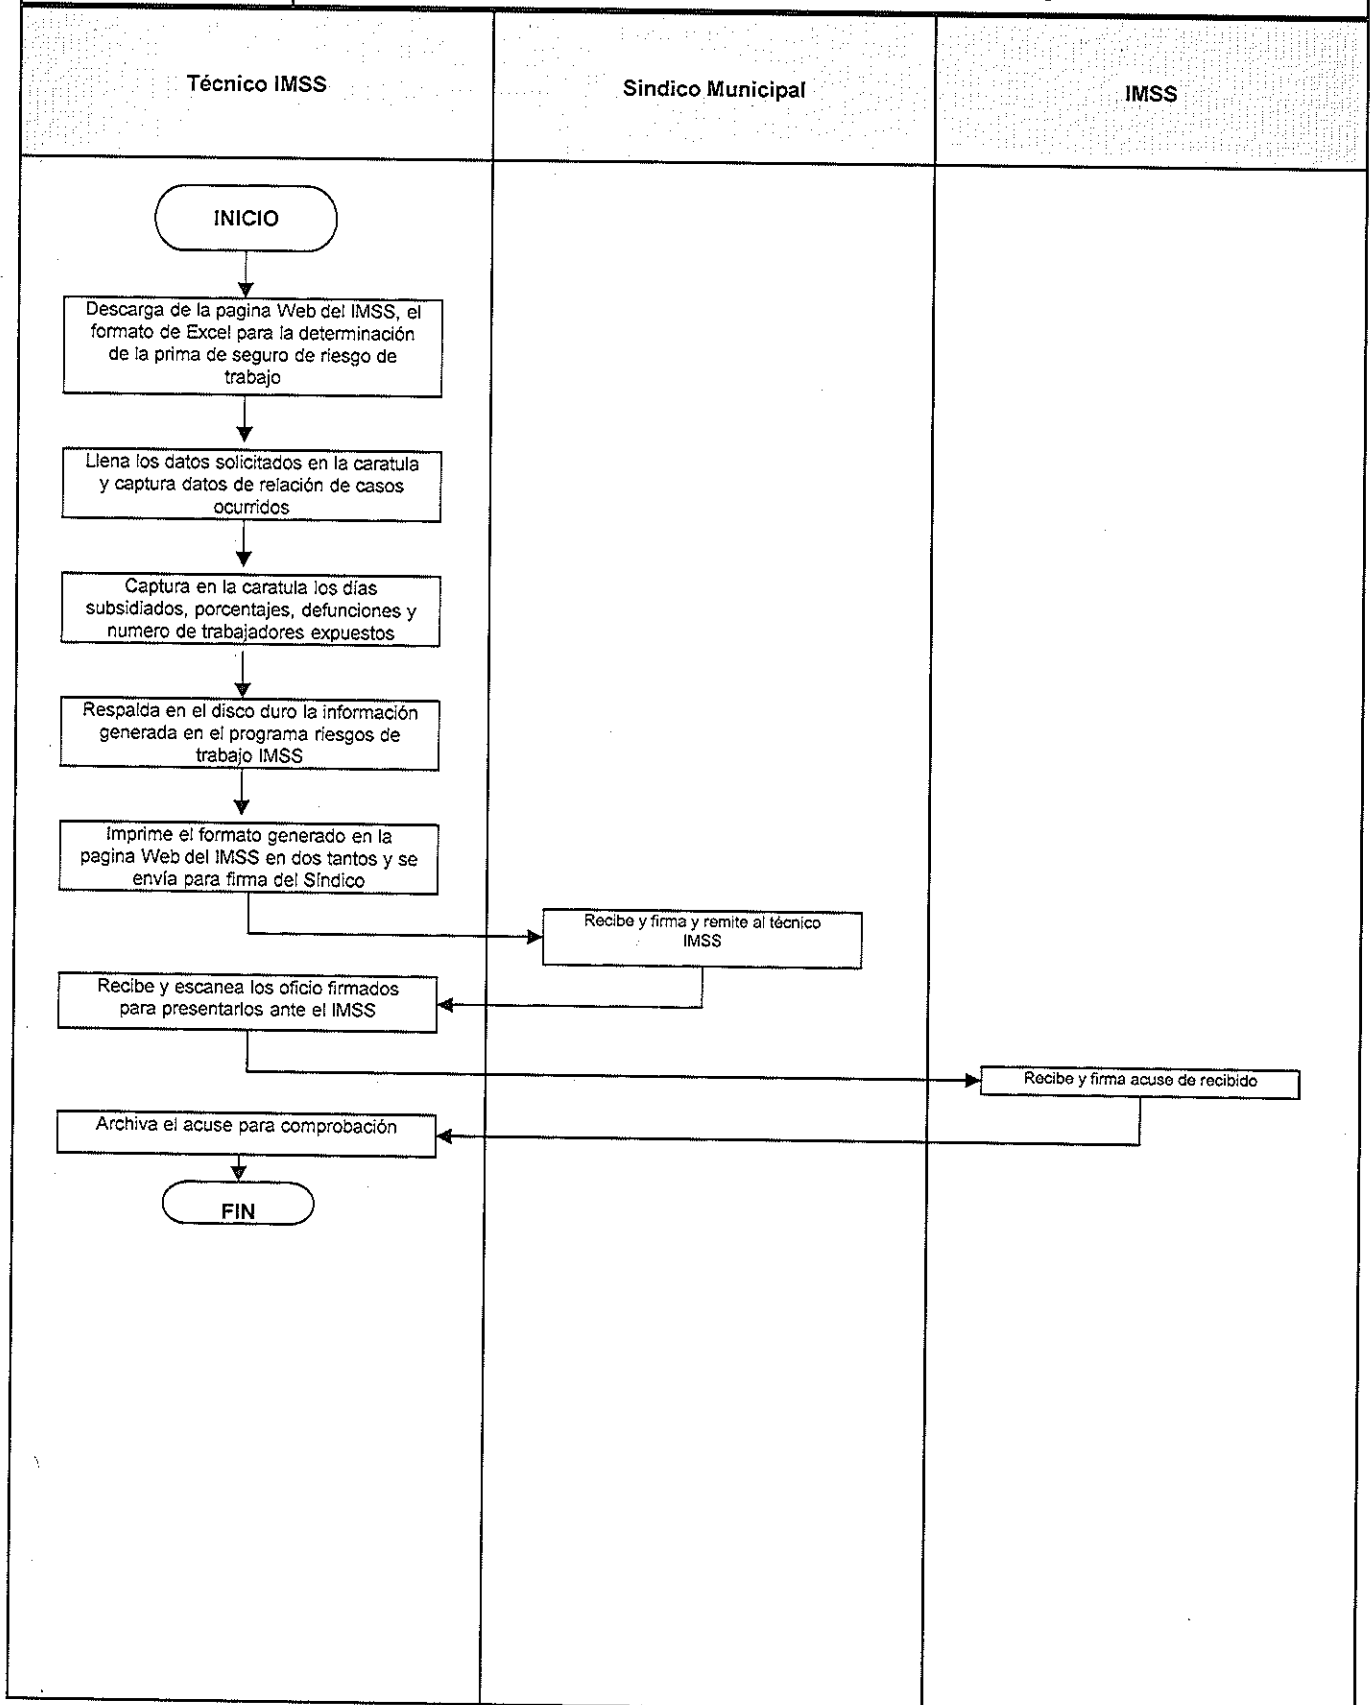 Técnico IMSS
Sindico Municipal
IMSS
INICIO
Descarga de la pagina Web del IMSS, el
formato de Excel para la determinación
de la prima de seguro de riesgo de
trabajo
Llena los datos solicitados en la caratula
y captura datos de relación de casos
ocurridos
Captura en la caratula los días
subsidiados, porcentajes, defunciones y
numero de trabajadores expuestos
Respalda en el disco duro la información
generada en el programa riesgos de
trabajo IMSS
Imprime el formato generado en la
pagina Web del IMSS en dos tantos y se
envía para firma del Síndico
Recibe y firma y remite al técnico
IMSS
Recibe y escanea los oficio firmados
para presentarlos ante el IMSS
Recibe y firma acuse de recibido
Archiva el acuse para comprobación
FIN